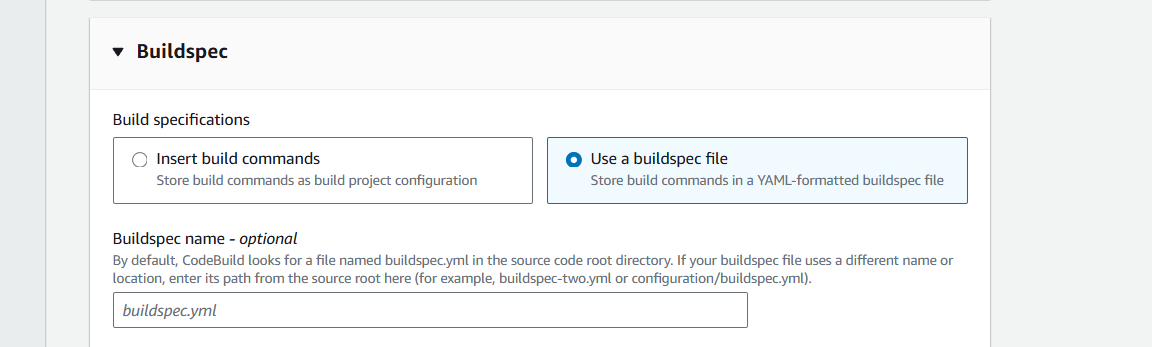 Buildspec
Build specifications
Insert build commands
Store build commands as build project configuration
Use a buildspec file
Store build commands in a YAML-formatted buildspec file
Buildspec name - optional
By default, CodeBuild looks for a file named buildspec.yml in the source code root directory. If your buildspec file uses a different name or
location, enter its path from the source root here (for example, buildspec-two.yml or configuration/buildspec.yml).
buildspec.yml